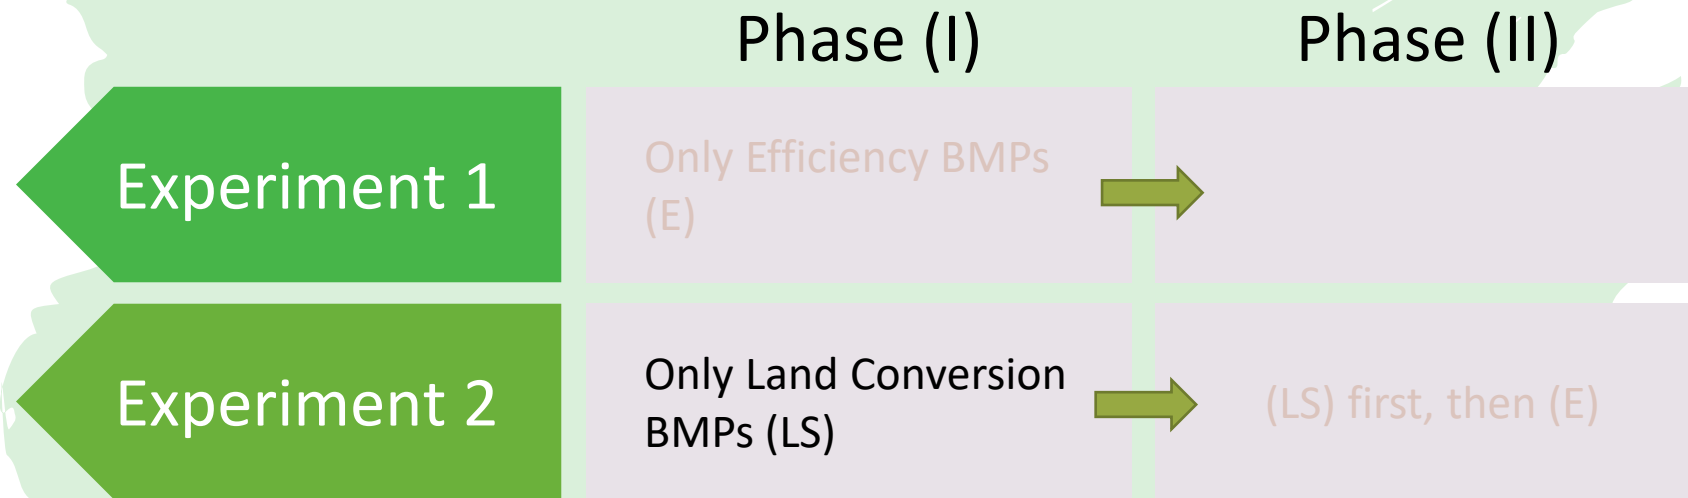 Phase (I)
Phase (II)
Experiment 1
Only Efficiency BMPs
(E)
Experiment 2
Only Land Conversion
BMPs (LS)
(LS) first, then (E)